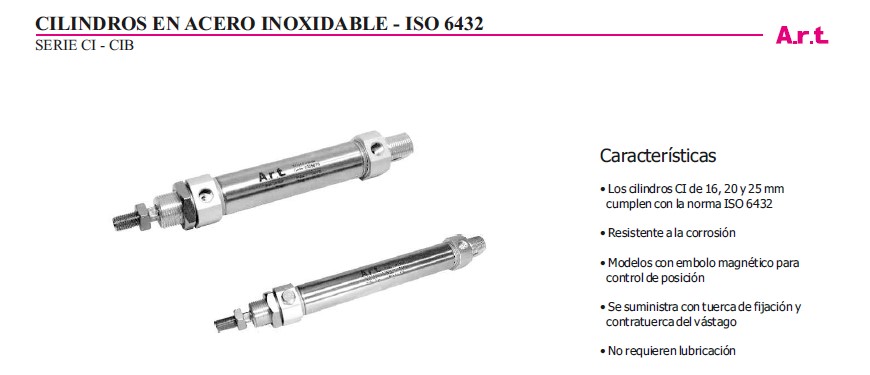 CILINDROS EN ACERO INOXIDABLE - ISO 6432
A.r.t.
SERIE CI - CIB
A.r.t
Características
• Los cilindros CI de 16, 20 y 25 mm
cumplen con la norma ISO 6432
• Resistente a la corrosión
• Modelos con embolo magnético para
control de posición
A.r.t.
• Se suministra con tuerca de fijación y
contratuerca del vástago
• No requieren lubricación